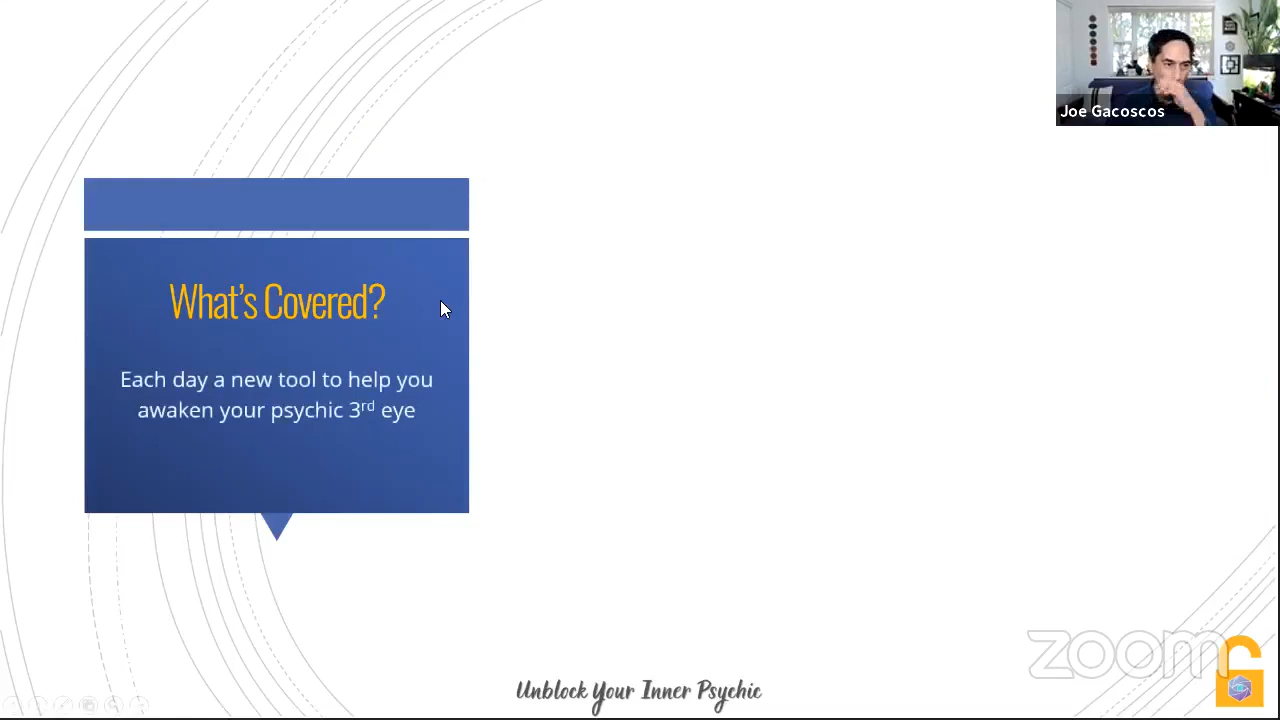 Joe Gacoscos
What's Covered?
Each day a new tool to help you
awaken your psychic 3rd eye
zoom
Unblock Your Inner Psychic